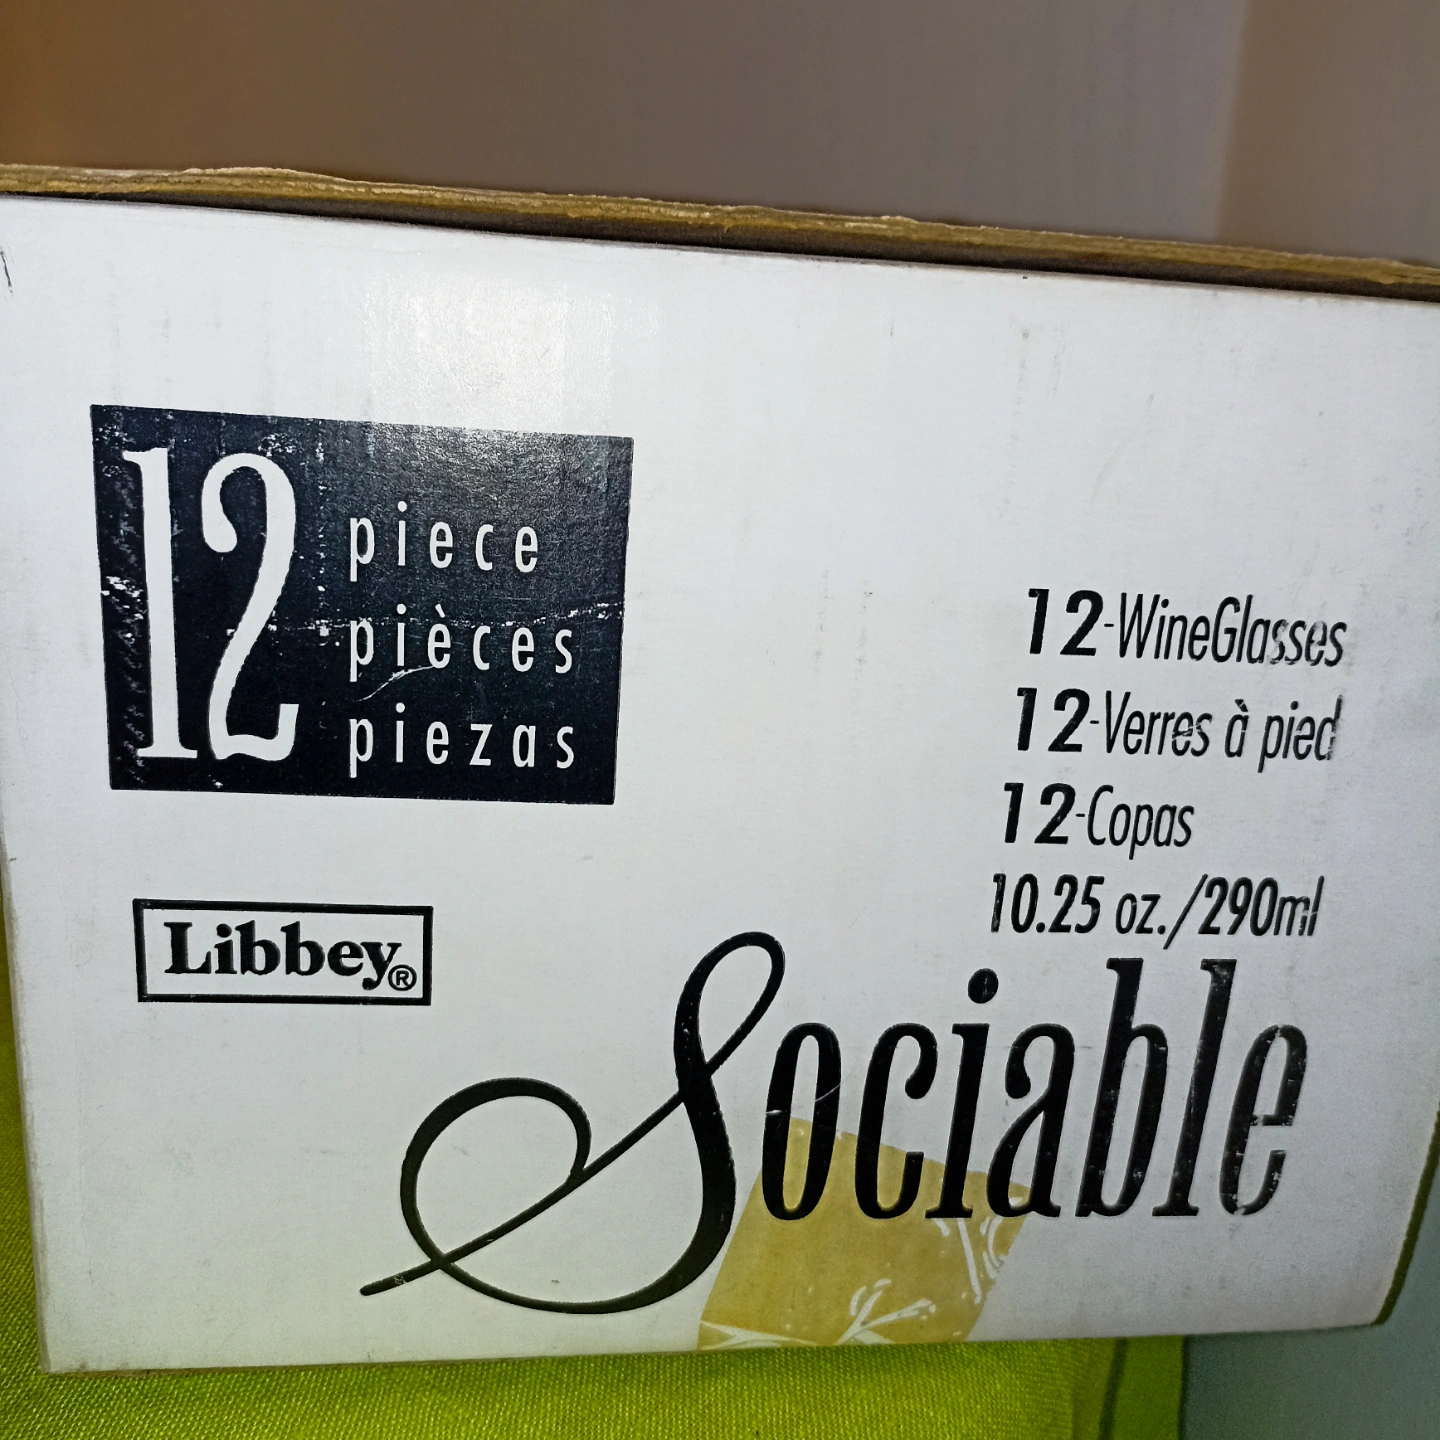 12
piece
pièces
piezas
12-WineGlasses
12-Verres à pied
12-Copas
10.25 oz./290ml
Libbey®
Sociable